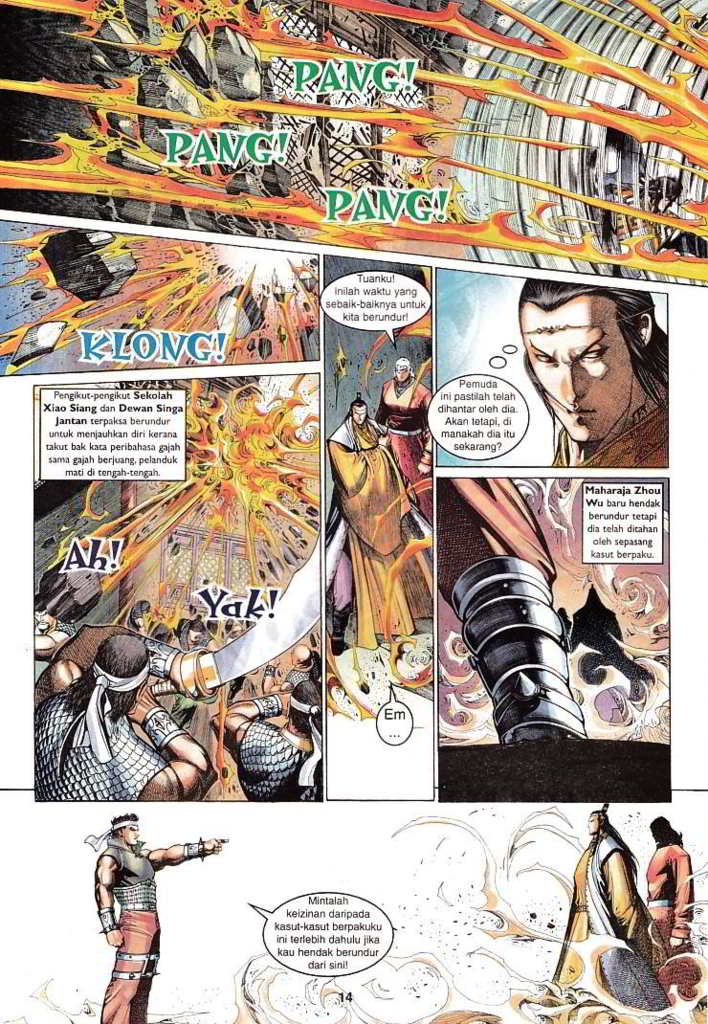 PANG!
PANG!
PANG!
KLONG!
Tuanku!
inilah waktu yang
sebaik-baiknya untuk
kita berundur!
Pemuda
ini pastilah telah
dihantar oleh dia.
Akan tetapi, di
manakah dia itu
sekarang?
Pengikut-pengikut Sekolah
Xiao Siang dan Dewan Singa
Jantan terpaksa berundur
untuk menjauhkan diri kerana
takut bak kata peribahasa gajah
sama gajah berjuang, pelanduk
mati di tengah-tengah.
Ah!
Yak!
Em
...
Maharaja Zhou
Wu baru hendak
berundur tetapi
dia telah ditahan
oleh sepasang
kasut berpaku.
Mintalah
keizinan daripada
kasut-kasut berpakuku
ini terlebih dahulu jika
kau hendak berundur
dari sini!
14